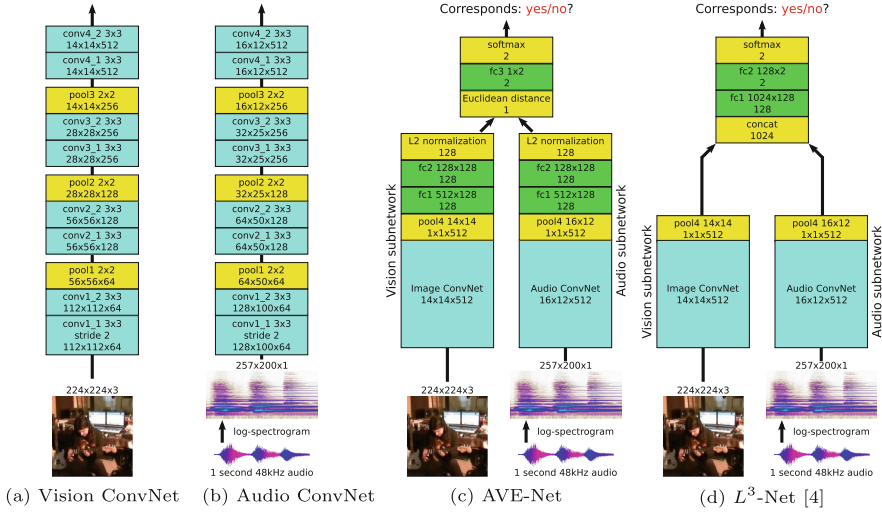 conv4_2 3x3
14x14x512
conv4_1 3x3
14x14x512
pool3 2x2
14x14x256
conv3_2 3x3
28x28x256
conv3_1 3x3
28x28x256
pool2 2x2
28x28x128
conv2_2 3x3
56x56x128
conv2_1 3x3
56x56x128
pool1 2x2
56x56x64
conv1_2 3x3
112x112x64
conv1_1 3x3
stride 2
112x112x64
224x224x3
(a) Vision ConvNet
conv4_2 3x3
16x12x512
conv4_1 3x3
16x12x512
pool3 2x2
16x12x256
conv3_2 3x3
32x25x256
conv3_1 3x3
32x25x256
pool2 2x2
32x25x128
conv2_2 3x3
64x50x128
conv2_1 3x3
64x50x128
pool1 2x2
64x50x64
conv1_2 3x3
128x100x64
conv1_1 3x3
stride 2
128x100x64
257x200x1
log-spectrogram
1 second 48kHz audio
(b) Audio ConvNet
Corresponds: yes/no?
softmax
2
fc3 1x2
2
Euclidean distance
1
L2 normalization
128
fc2 128x128
128
fc1 512x128
128
pool4 14x14
1x1x512
Image ConvNet
14x14x512
Vision subnetwork
224x224x3
L2 normalization
128
fc2 128x128
128
fc1 512x128
128
pool4 16x12
1x1x512
Audio ConvNet
16x12x512
Audio subnetwork
257x200x1
log-spectrogram
1 second 48kHz audio
(c) AVE-Net
Corresponds: yes/no?
softmax
2
fc2 128x2
2
fc1 1024x128
128
concat
1024
pool4 14x14
1x1x512
Image ConvNet
14x14x512
Vision subnetwork
224x224x3
pool4 16x12
1x1x512
Audio ConvNet
16x12x512
Audio subnetwork
257x200x1
log-spectrogram
1 second 48kHz audio
(d) L³-Net [4]